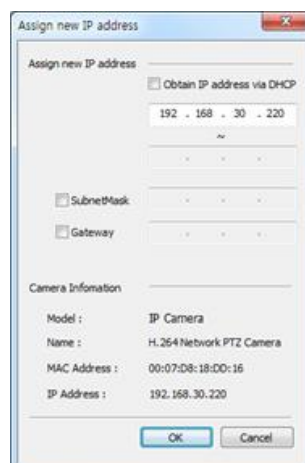 Assign new IP address
Assign new IP address
Obtain IP address via DHCP
192 . 168 . 30 . 220
~
. . .
SubnetMask . . .
Gateway . . .
Camera Infomation
Model : IP Camera
Name : H.264 Network PTZ Camera
MAC Address : 00:07:D8:18:DD:16
IP Address : 192.168.30.220
OK Cancel